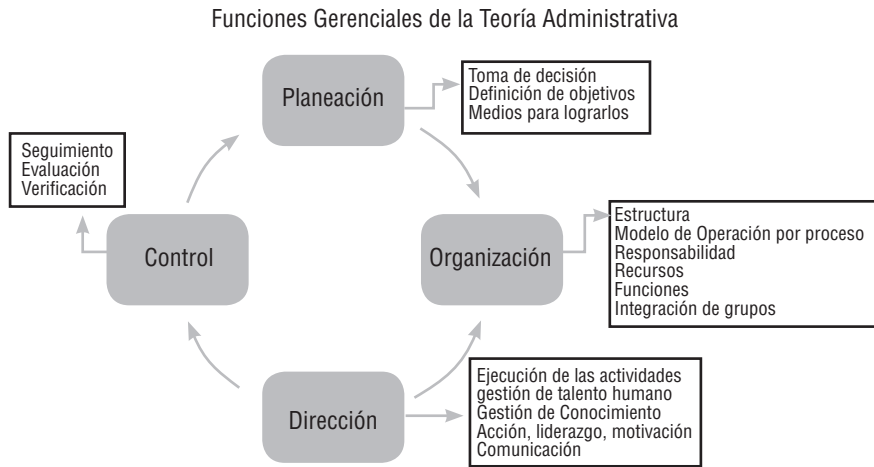 Funciones Gerenciales de la Teoría Administrativa
Planeación
Toma de decisión
Definición de objetivos
Medios para lograrlos
Seguimiento
Evaluación
Verificación
Control
Organización
Estructura
Modelo de Operación por proceso
Responsabilidad
Recursos
Funciones
Integración de grupos
Dirección
Ejecución de las actividades
gestión de talento humano
Gestión de Conocimiento
Acción, liderazgo, motivación
Comunicación